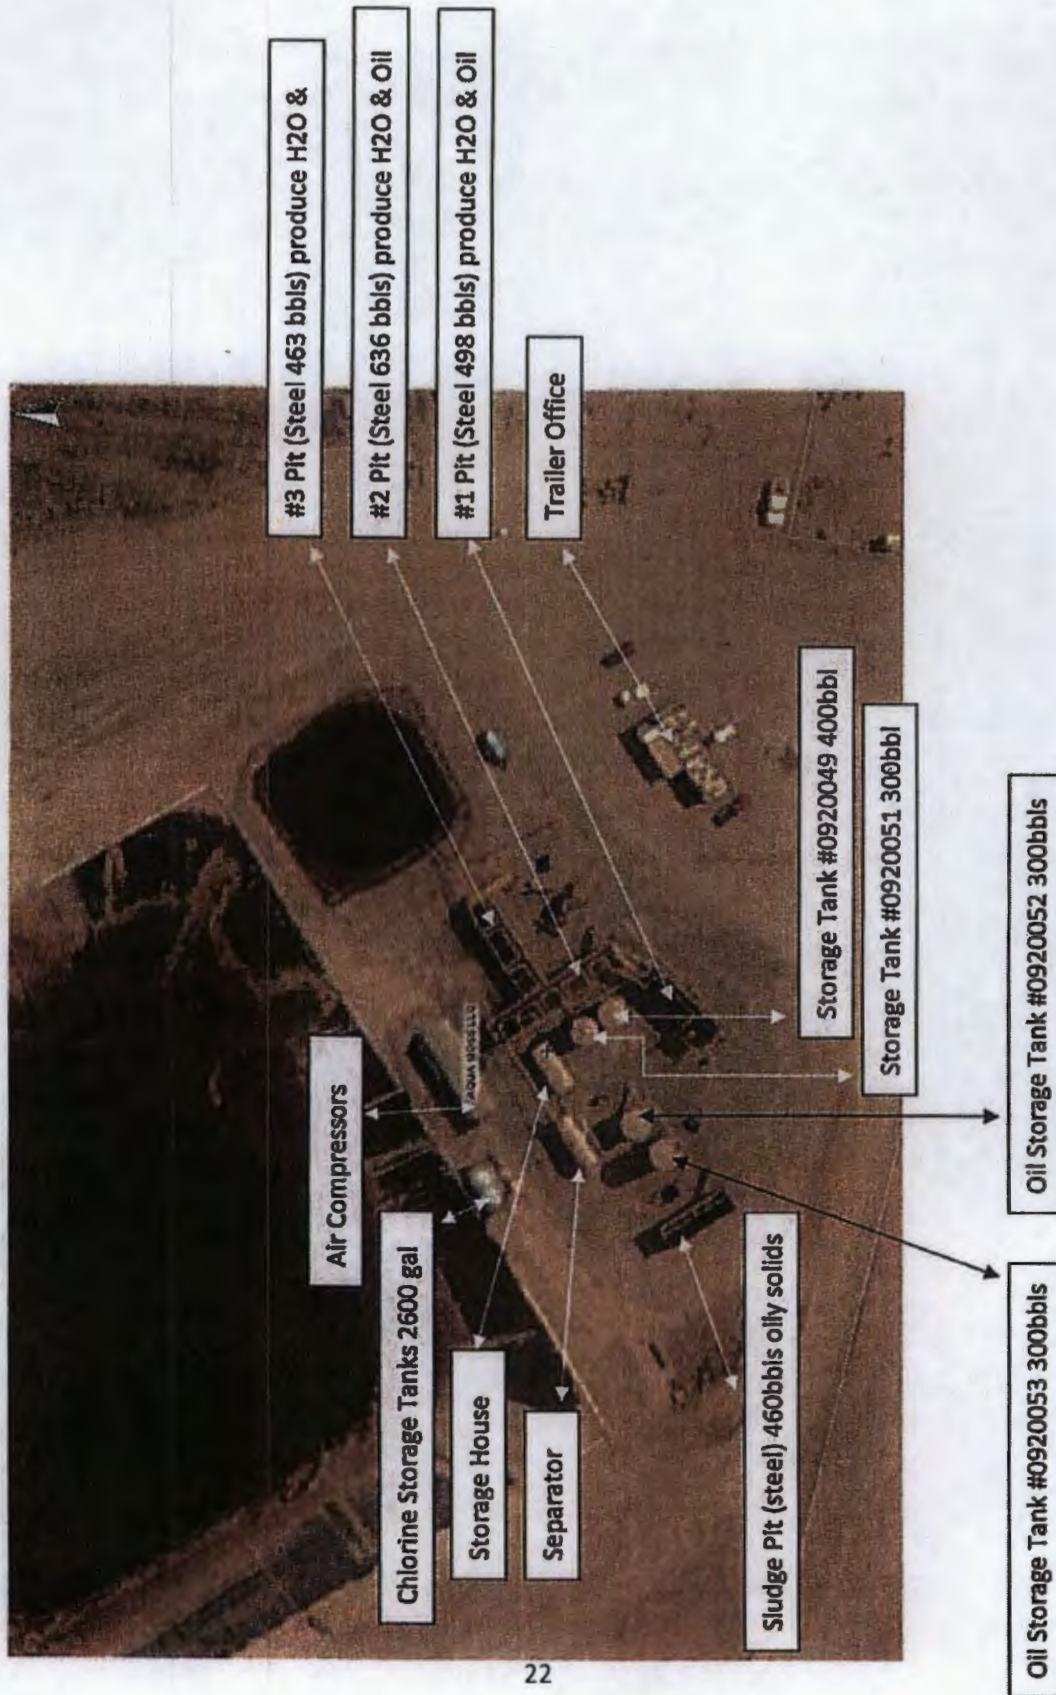 #3 Pit (Steel 463 bbls) produce H2O &
#2 Pit (Steel 636 bbls) produce H2O & Oil
#1 Pit (Steel 498 bbls) produce H2O & Oil
Trailer Office
Air Compressors
Chlorine Storage Tanks 2600 gal
Storage House
Separator
Sludge Pit (steel) 460bbls oily solids
Storage Tank #0920049 400bbl
Storage Tank #0920051 300bbl
Oil Storage Tank #0920052 300bbls
Oil Storage Tank #0920053 300bbls
22